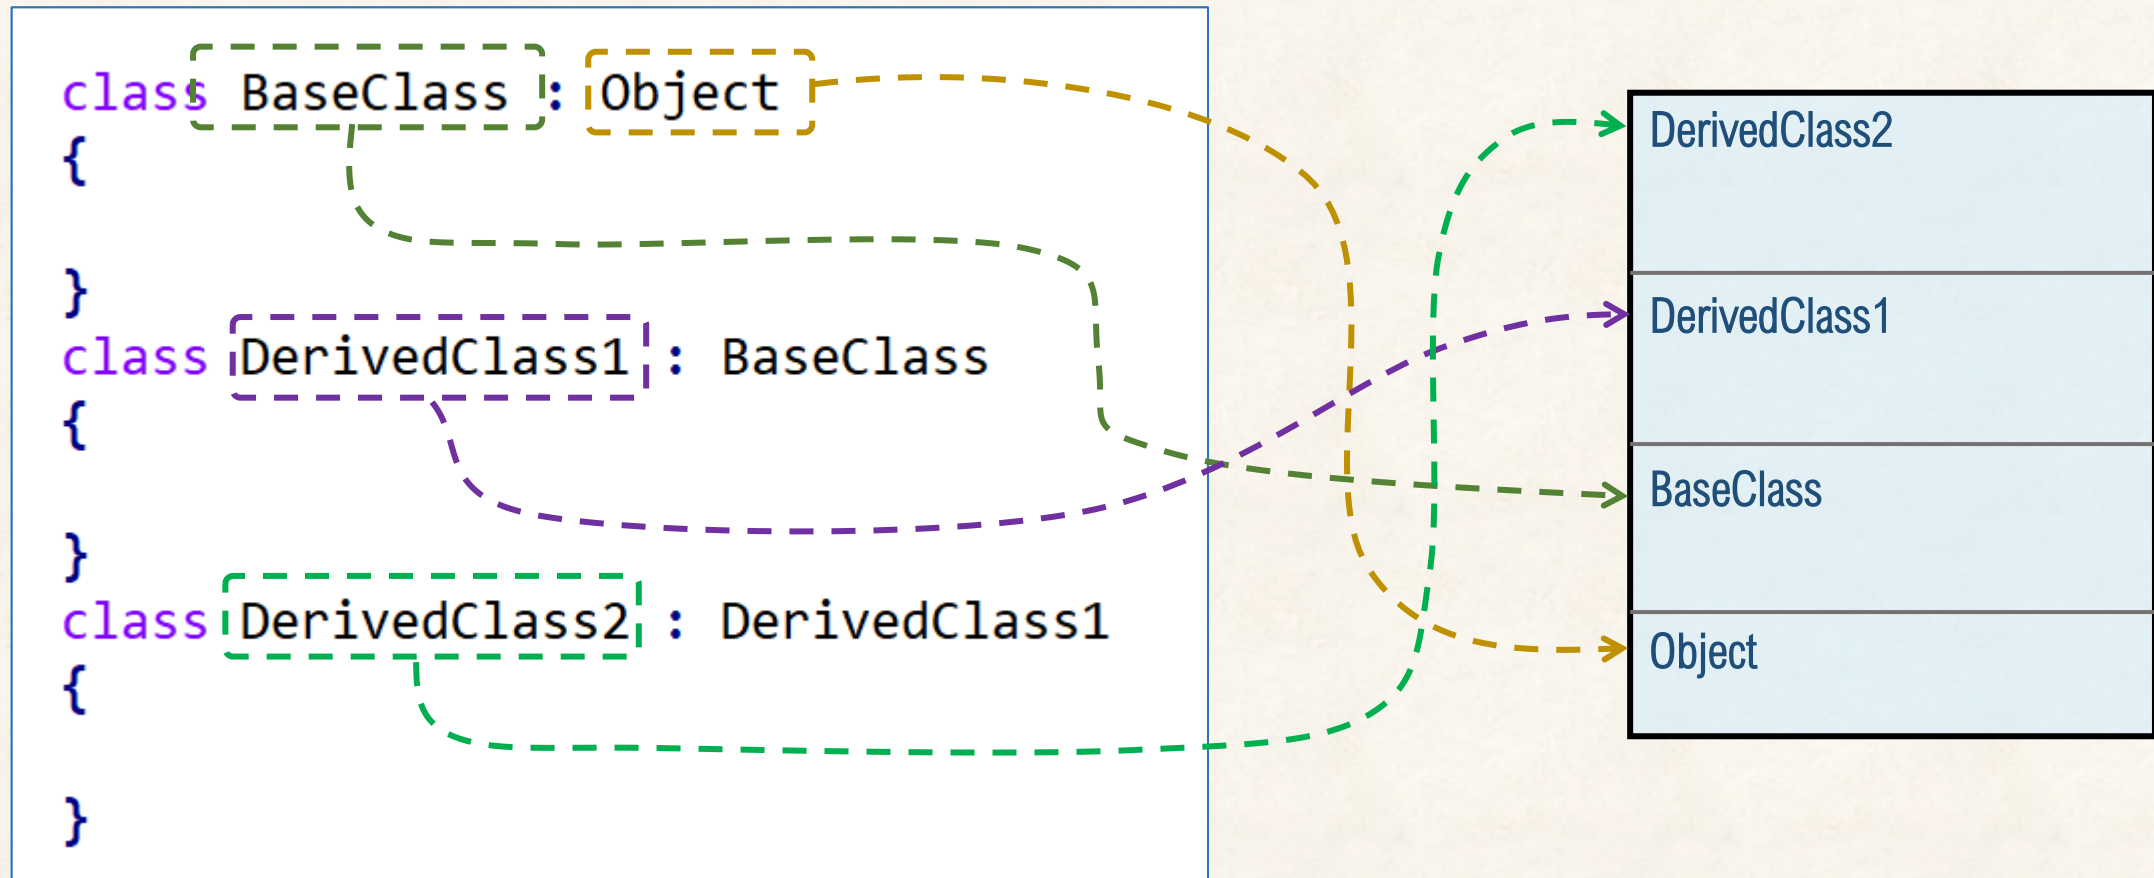 class BaseClass : Object
{
}
class DerivedClass1 : BaseClass
{
}
class DerivedClass2 : DerivedClass1
{
}
DerivedClass2
DerivedClass1
BaseClass
Object